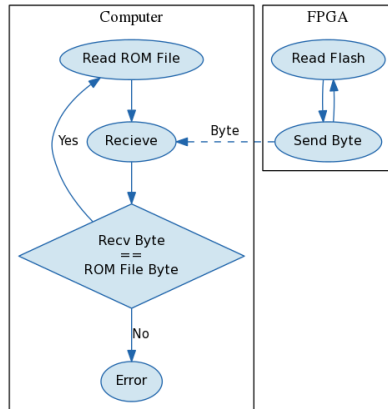 Computer
FPGA
Read ROM File
Read Flash
Yes
Recieve
Byte
Send Byte
Recv Byte
==
ROM File Byte
No
Error